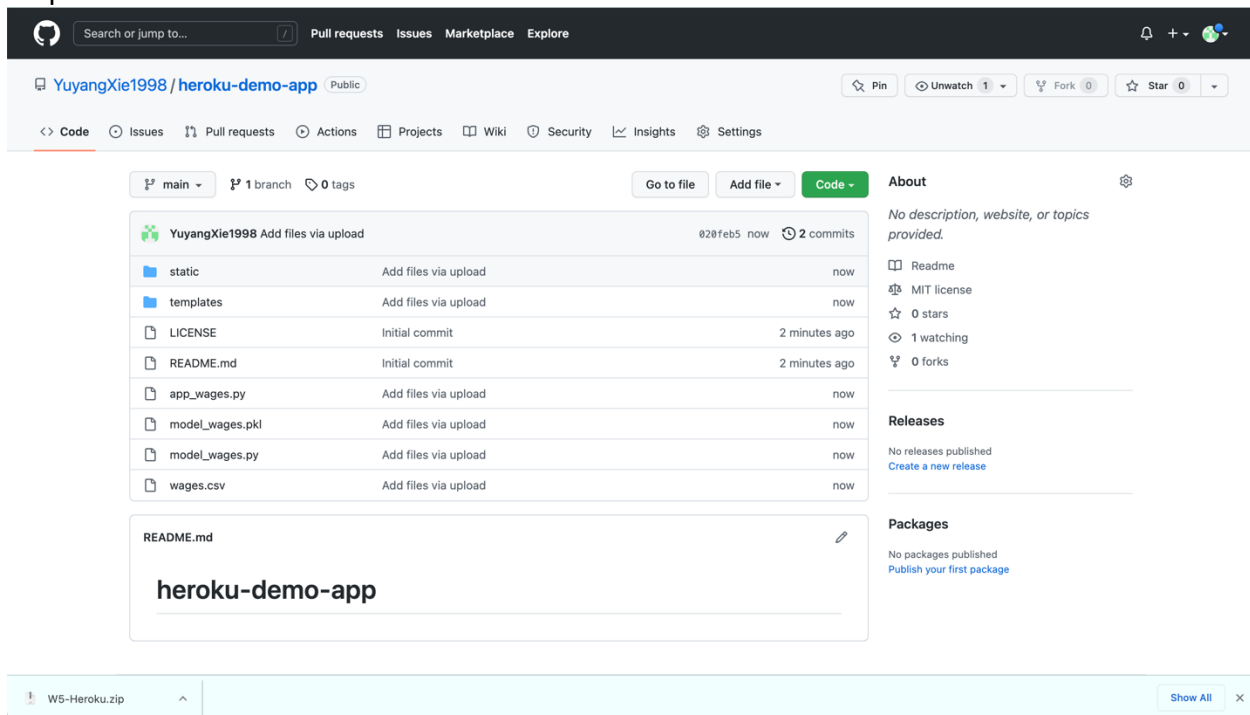 Search or jump to... / Pull requests Issues Marketplace Explore
YuyangXie1998 / heroku-demo-app Public Pin Unwatch 1 Fork 0 Star 0
Code Issues Pull requests Actions Projects Wiki Security Insights Settings
main 1 branch 0 tags Go to file Add file Code
YuyangXie1998 Add files via upload 020feb5 now 2 commits
static Add files via upload now
templates Add files via upload now
LICENSE Initial commit 2 minutes ago
README.md Initial commit 2 minutes ago
app_wages.py Add files via upload now
model_wages.pkl Add files via upload now
model_wages.py Add files via upload now
wages.csv Add files via upload now
README.md
heroku-demo-app
About
No description, website, or topics
provided.
Readme
MIT license
0 stars
1 watching
0 forks
Releases
No releases published
Create a new release
Packages
No packages published
Publish your first package
W5-Heroku.zip Show All